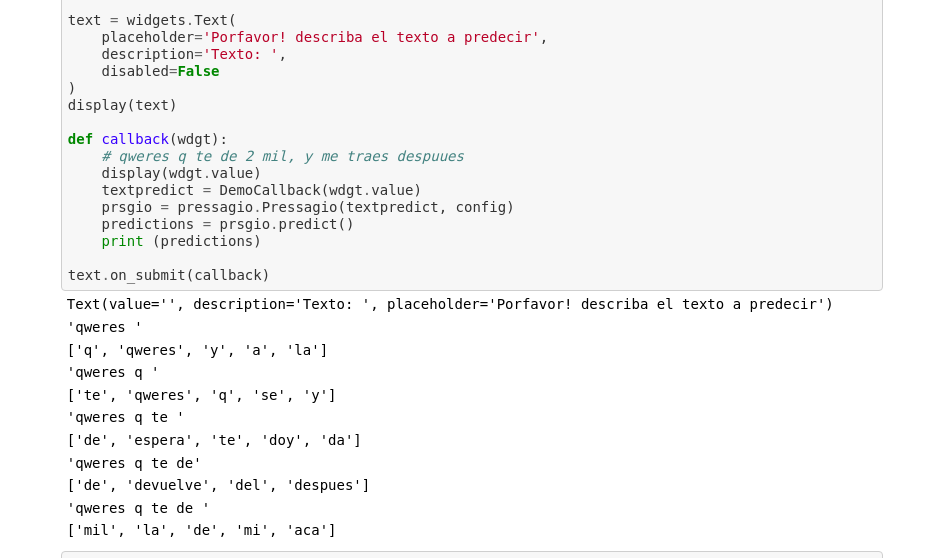 text = widgets.Text(
    placeholder='Porfavor! describa el texto a predecir',
    description='Texto: ',
    disabled=False
)
display(text)
def callback(wdgt):
    # qweres q te de 2 mil, y me traes despuues
    display(wdgt.value)
    textpredict = DemoCallback(wdgt.value)
    prsgio = pressagio.Pressagio(textpredict, config)
    predictions = prsgio.predict()
    print (predictions)
text.on_submit(callback)
Text(value='', description='Texto: ', placeholder='Porfavor! describa el texto a predecir')
'qweres '
['q', 'qweres', 'y', 'a', 'la']
'qweres q '
['te', 'qweres', 'q', 'se', 'y']
'qweres q te '
['de', 'espera', 'te', 'doy', 'da']
'qweres q te de'
['de', 'devuelve', 'del', 'despues']
'qweres q te de '
['mil', 'la', 'de', 'mi', 'aca']